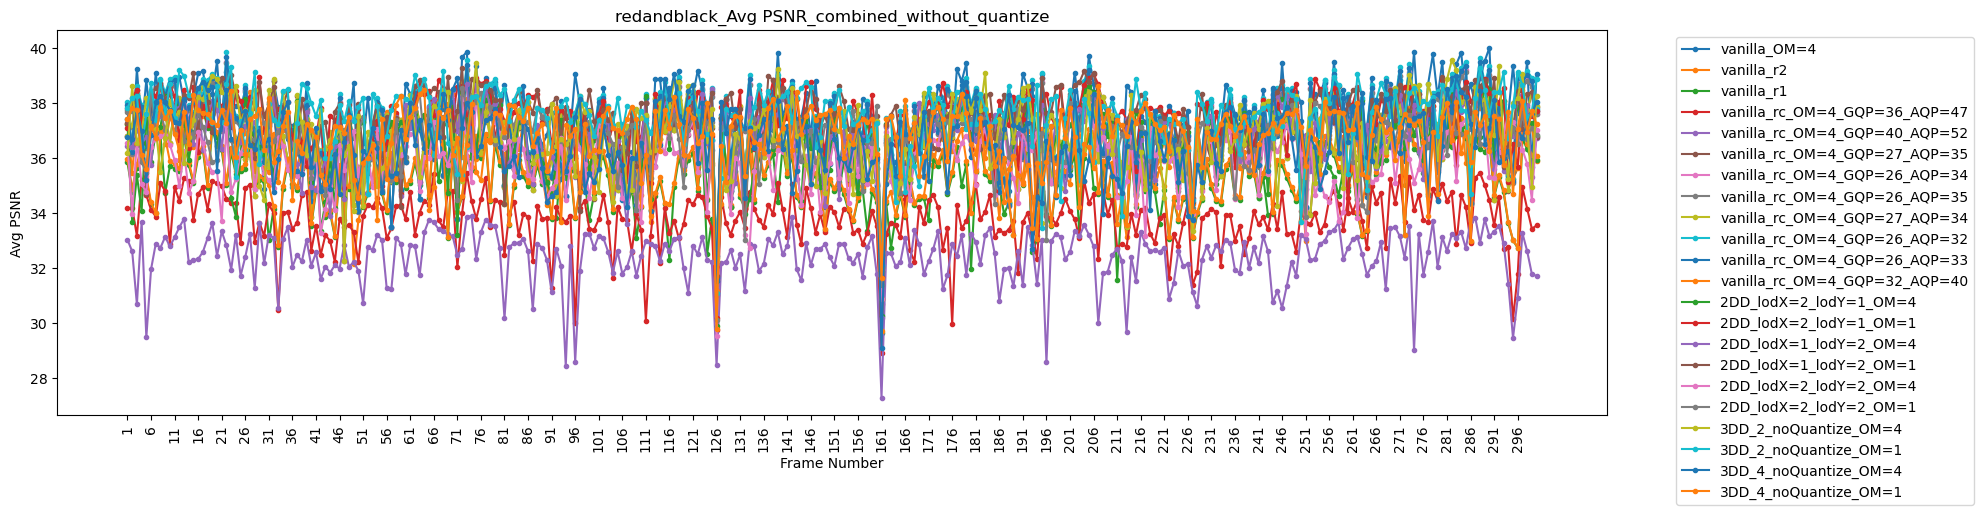 redandblack_Avg PSNR_combined_without_quantize
Avg PSNR
40
38
36
34
32
30
28
1 6 11 16 21 26 31 36 41 46 51 56 61 66 71 76 81 86 91 96 101 106 111 116 121 126 131 136 141 146 151 156 161 166 171 176 181 186 191 196 201 206 211 216 221 226 231 236 241 246 251 256 261 266 271 276 281 286 291 296
Frame Number
vanilla_OM=4
vanilla_r2
vanilla_r1
vanilla_rc_OM=4_GQP=36_AQP=47
vanilla_rc_OM=4_GQP=40_AQP=52
vanilla_rc_OM=4_GQP=27_AQP=35
vanilla_rc_OM=4_GQP=26_AQP=34
vanilla_rc_OM=4_GQP=26_AQP=35
vanilla_rc_OM=4_GQP=27_AQP=34
vanilla_rc_OM=4_GQP=26_AQP=32
vanilla_rc_OM=4_GQP=26_AQP=33
vanilla_rc_OM=4_GQP=32_AQP=40
2DD_lodX=2_lodY=1_OM=4
2DD_lodX=2_lodY=1_OM=1
2DD_lodX=1_lodY=2_OM=4
2DD_lodX=1_lodY=2_OM=1
2DD_lodX=2_lodY=2_OM=4
2DD_lodX=2_lodY=2_OM=1
3DD_2_noQuantize_OM=4
3DD_2_noQuantize_OM=1
3DD_4_noQuantize_OM=4
3DD_4_noQuantize_OM=1